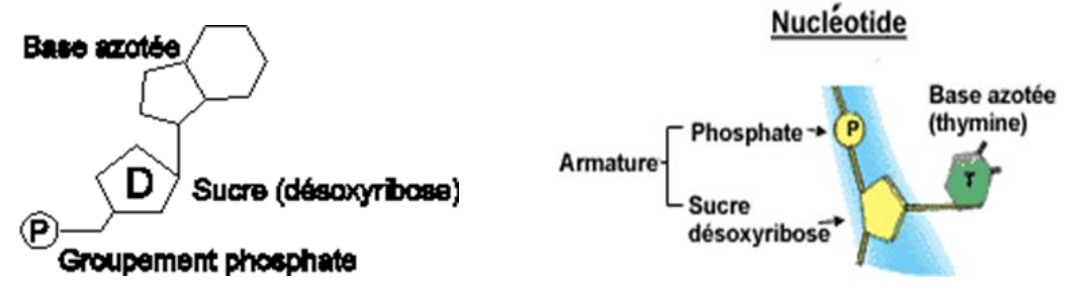 Base azotée
D
Sucre (désoxyribose)
P
Groupement phosphate
Nucléotide
Base azotée
(thymine)
Phosphate
P
Armature
T
Sucre
désoxyribose